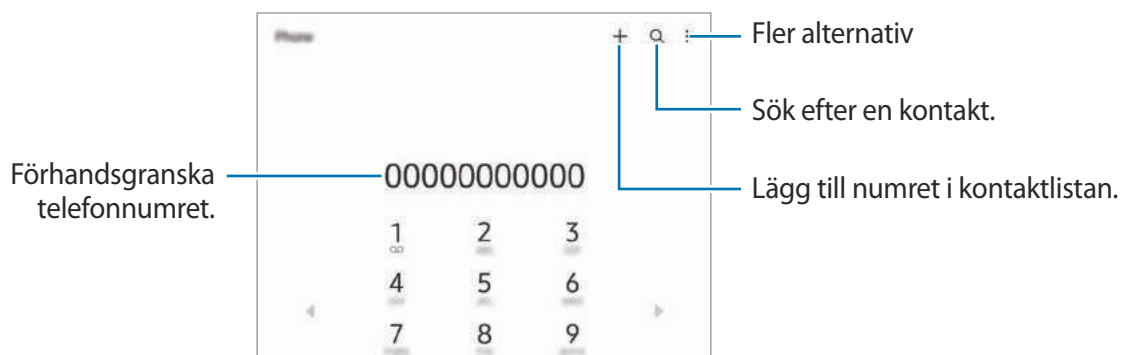 Phone
Fler alternativ
Sök efter en kontakt.
Förhandsgranska
telefonnumret.
00000000000
Lägg till numret i kontaktlistan.
1 2 3
4 5 6
7 8 9